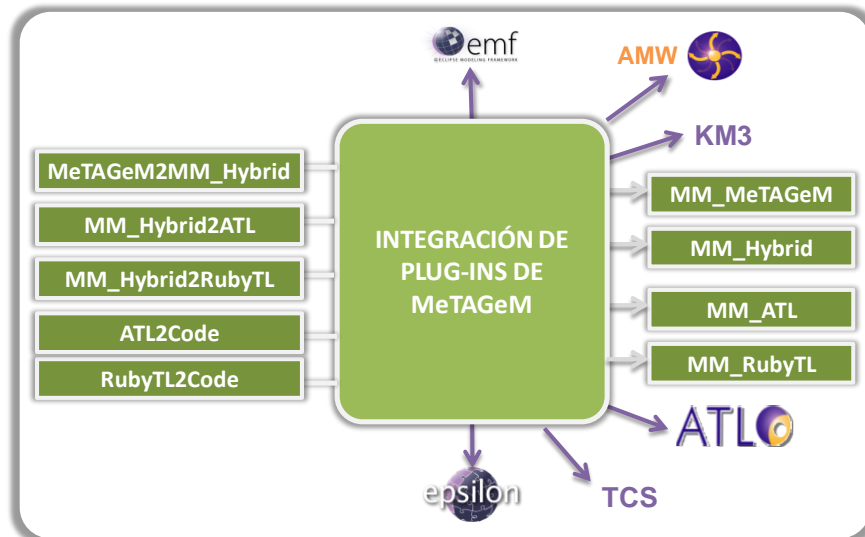 emf
ECLIPSE MODELING FRAMEWORK
AMW
KM3
MeTAGeM2MM_Hybrid
MM_Hybrid2ATL
MM_Hybrid2RubyTL
ATL2Code
RubyTL2Code
INTEGRACIÓN DE
PLUG-INS DE
MeTAGeM
MM_MeTAGeM
MM_Hybrid
MM_ATL
MM_RubyTL
ATL
TCS
epsilon